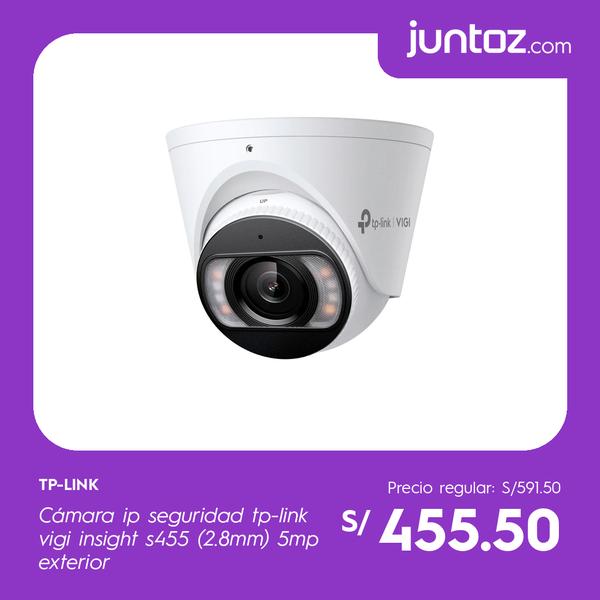 juntoz.com
UP
tp-link | VIGI
TP-LINK
Cámara ip seguridad tp-link
vigi insight s455 (2.8mm) 5mp
exterior
Precio regular: S/591.50
S/ 455.50